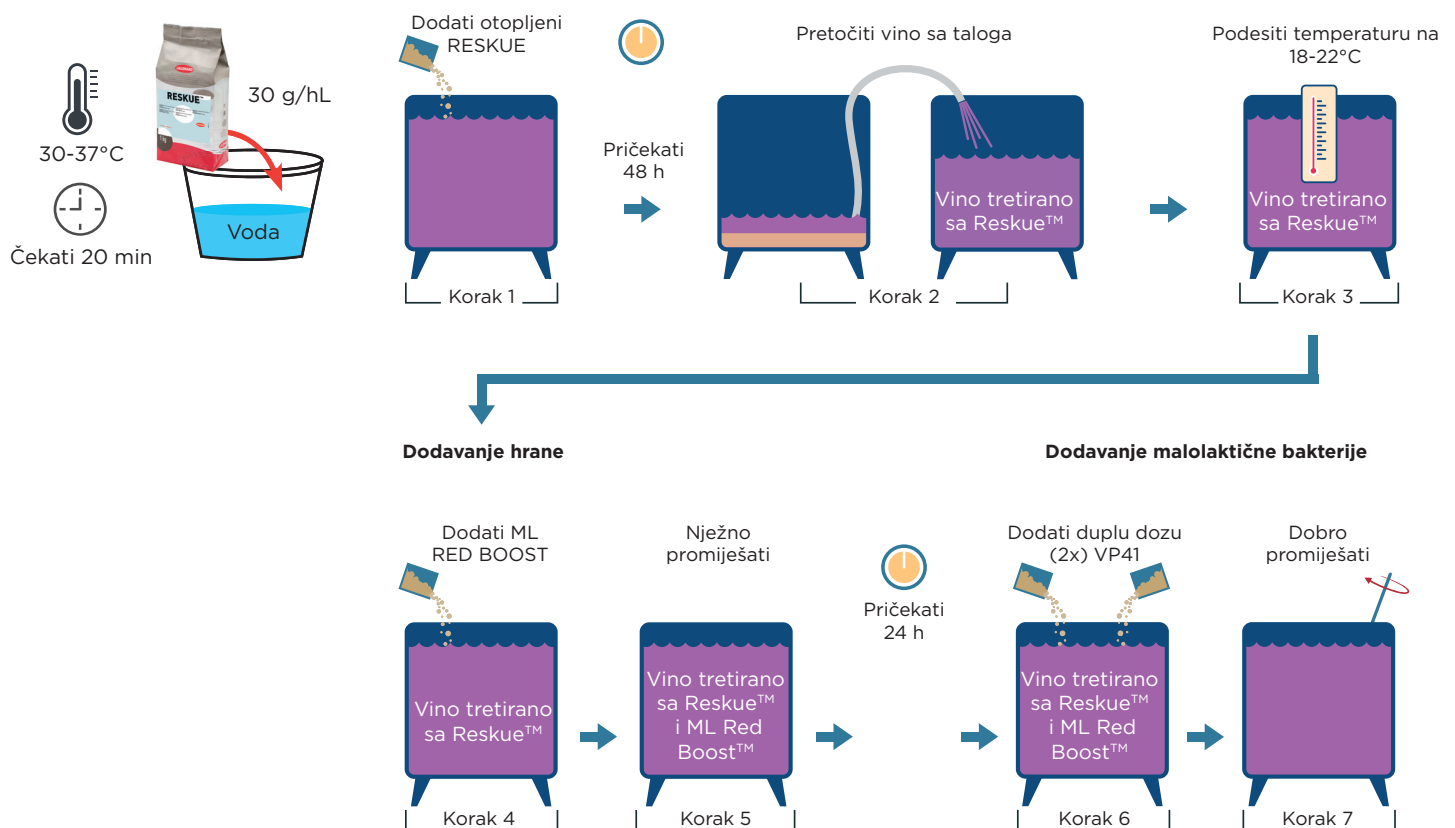 30-37°C
Čekati 20 min
RESKUE™
30 g/hL
Voda
Dodati otopljeni
RESKUE
Korak 1
Pričekati
48 h
Pretočiti vino sa taloga
Vino tretirano
sa Reskue™
Korak 2
Podesiti temperaturu na
18-22°C
Vino tretirano
sa Reskue™
Korak 3
Dodavanje hrane
Dodavanje malolaktične bakterije
Dodati ML
RED BOOST
Vino tretirano
sa Reskue™
Korak 4
Nježno
promiješati
Vino tretirano
sa Reskue™
i ML Red
Boost™
Korak 5
Pričekati
24 h
Dodati duplu dozu
(2x) VP41
Vino tretirano
sa Reskue™
i ML Red
Boost™
Korak 6
Dobro
promiješati
Korak 7